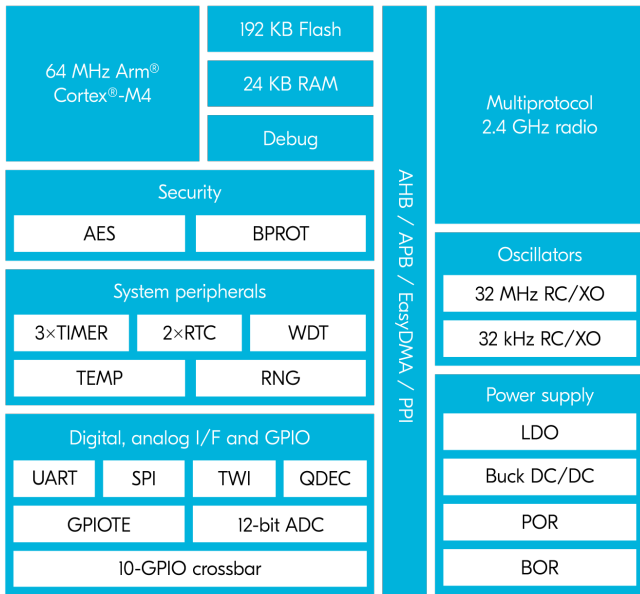 64 MHz Arm®
Cortex®-M4
192 KB Flash
24 KB RAM
Debug
Security
AES
BPROT
System peripherals
3×TIMER
2×RTC
WDT
TEMP
RNG
Digital, analog I/F and GPIO
UART
SPI
TWI
QDEC
GPIOTE
12-bit ADC
10-GPIO crossbar
AHB / APB / EasyDMA / PPI
Multiprotocol
2.4 GHz radio
Oscillators
32 MHz RC/XO
32 kHz RC/XO
Power supply
LDO
Buck DC/DC
POR
BOR